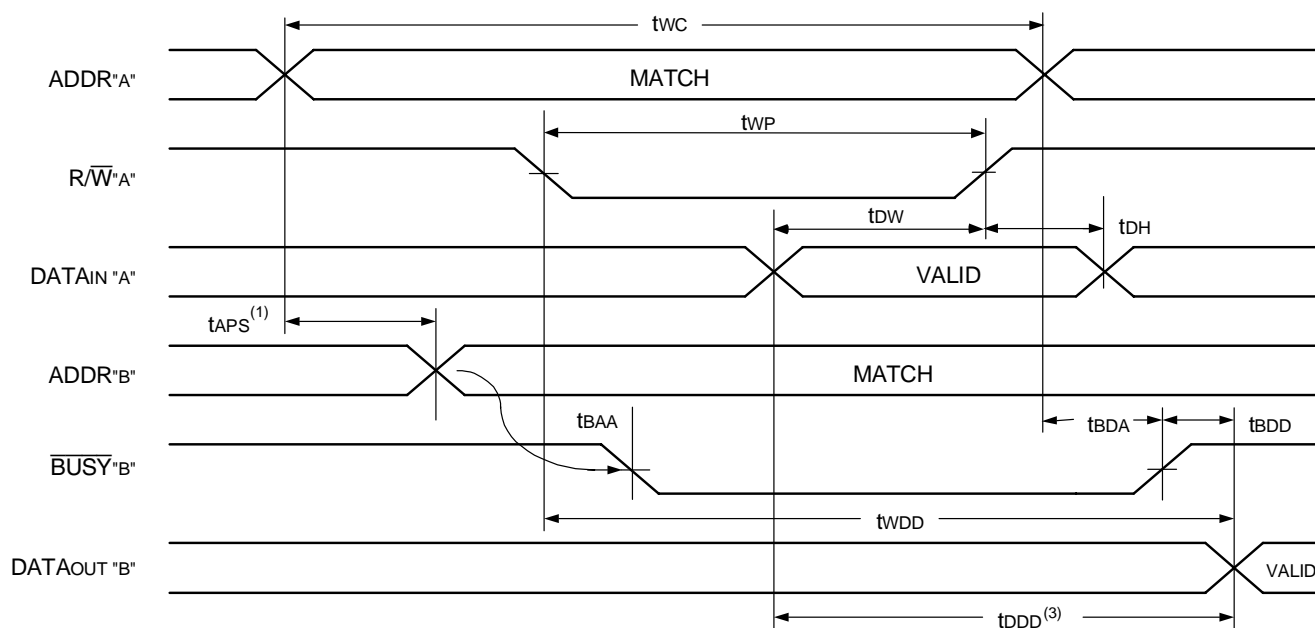 tWC
ADDR"A" MATCH
tWP
R/W̅"A"
tDW tDH
DATAIN "A" VALID
tAPS(1)
ADDR"B" MATCH
tBAA tBDA tBDD
B̅U̅S̅Y̅"B"
tWDD
DATAOUT "B" VALID
tDDD(3)